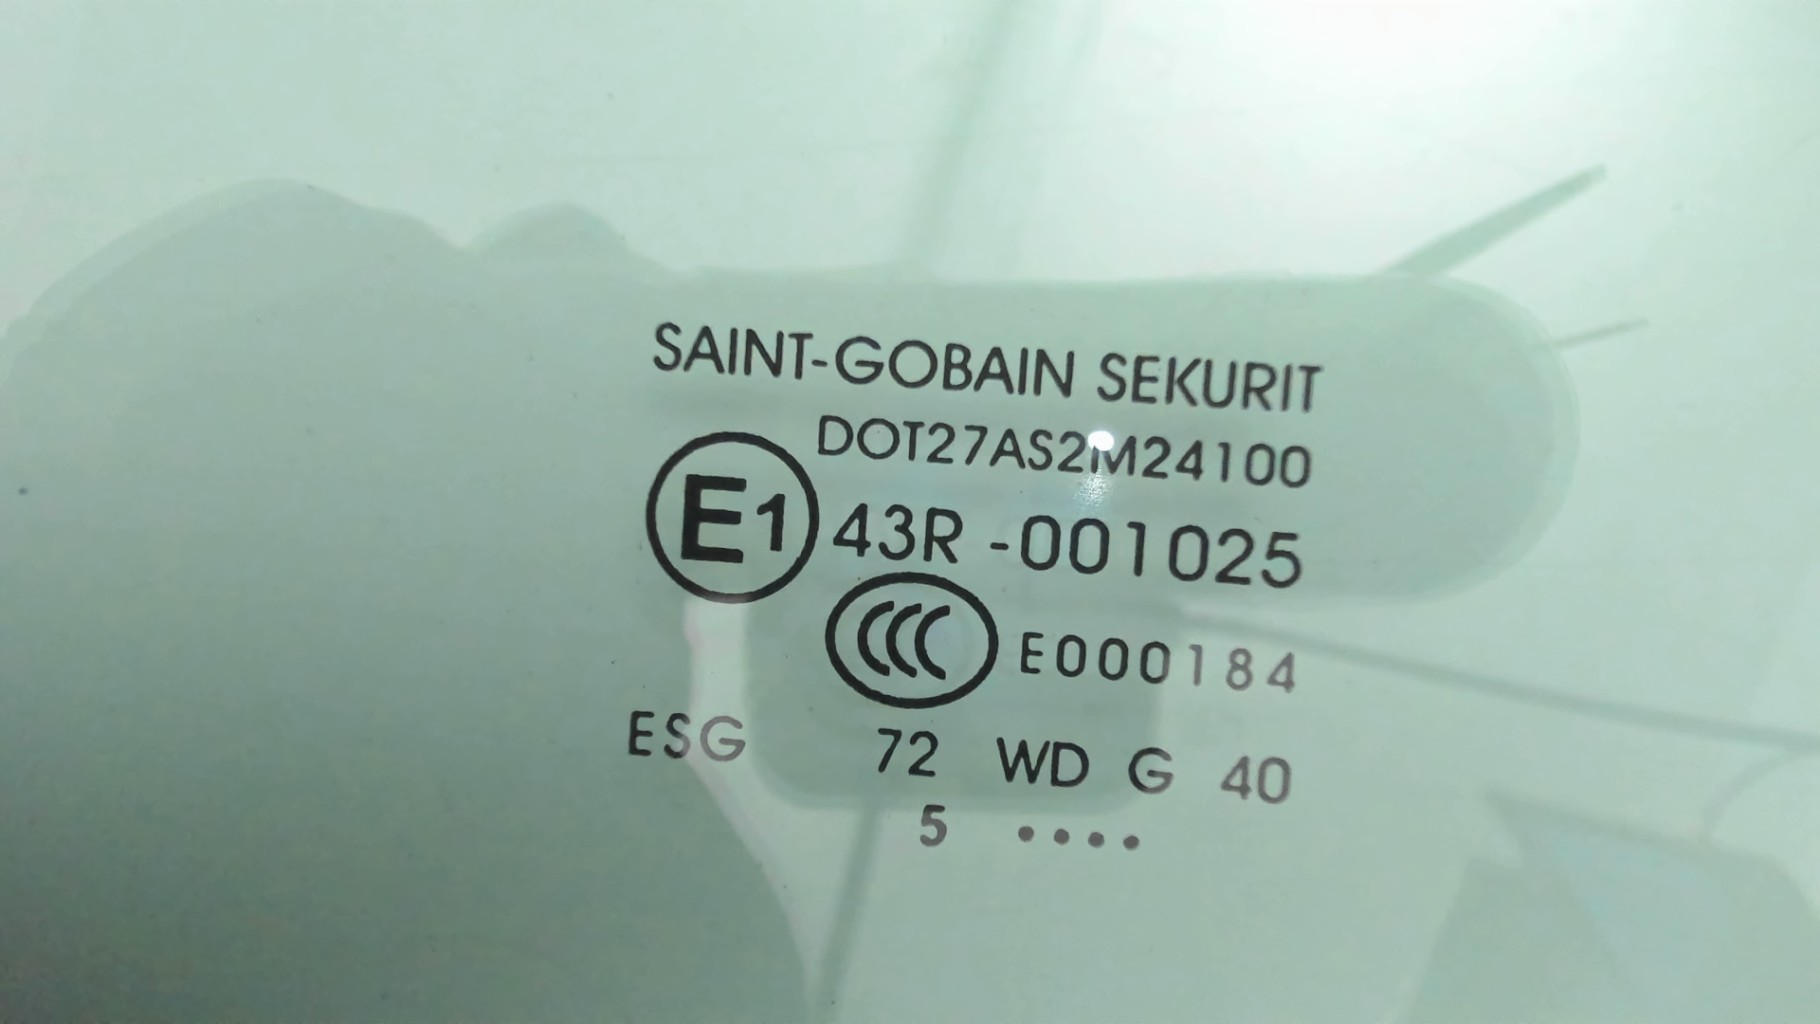 SAINT-GOBAIN SEKURIT
DOT27AS2M24100
E1 43R -001025
CCC E000184
ESG 72 WD G 40
5 ••••